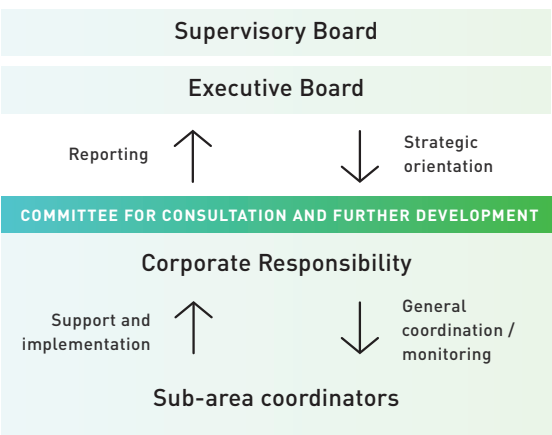 Supervisory Board
Executive Board
Reporting
Strategic
orientation
COMMITTEE FOR CONSULTATION AND FURTHER DEVELOPMENT
Corporate Responsibility
Support and
implementation
General
coordination /
monitoring
Sub-area coordinators